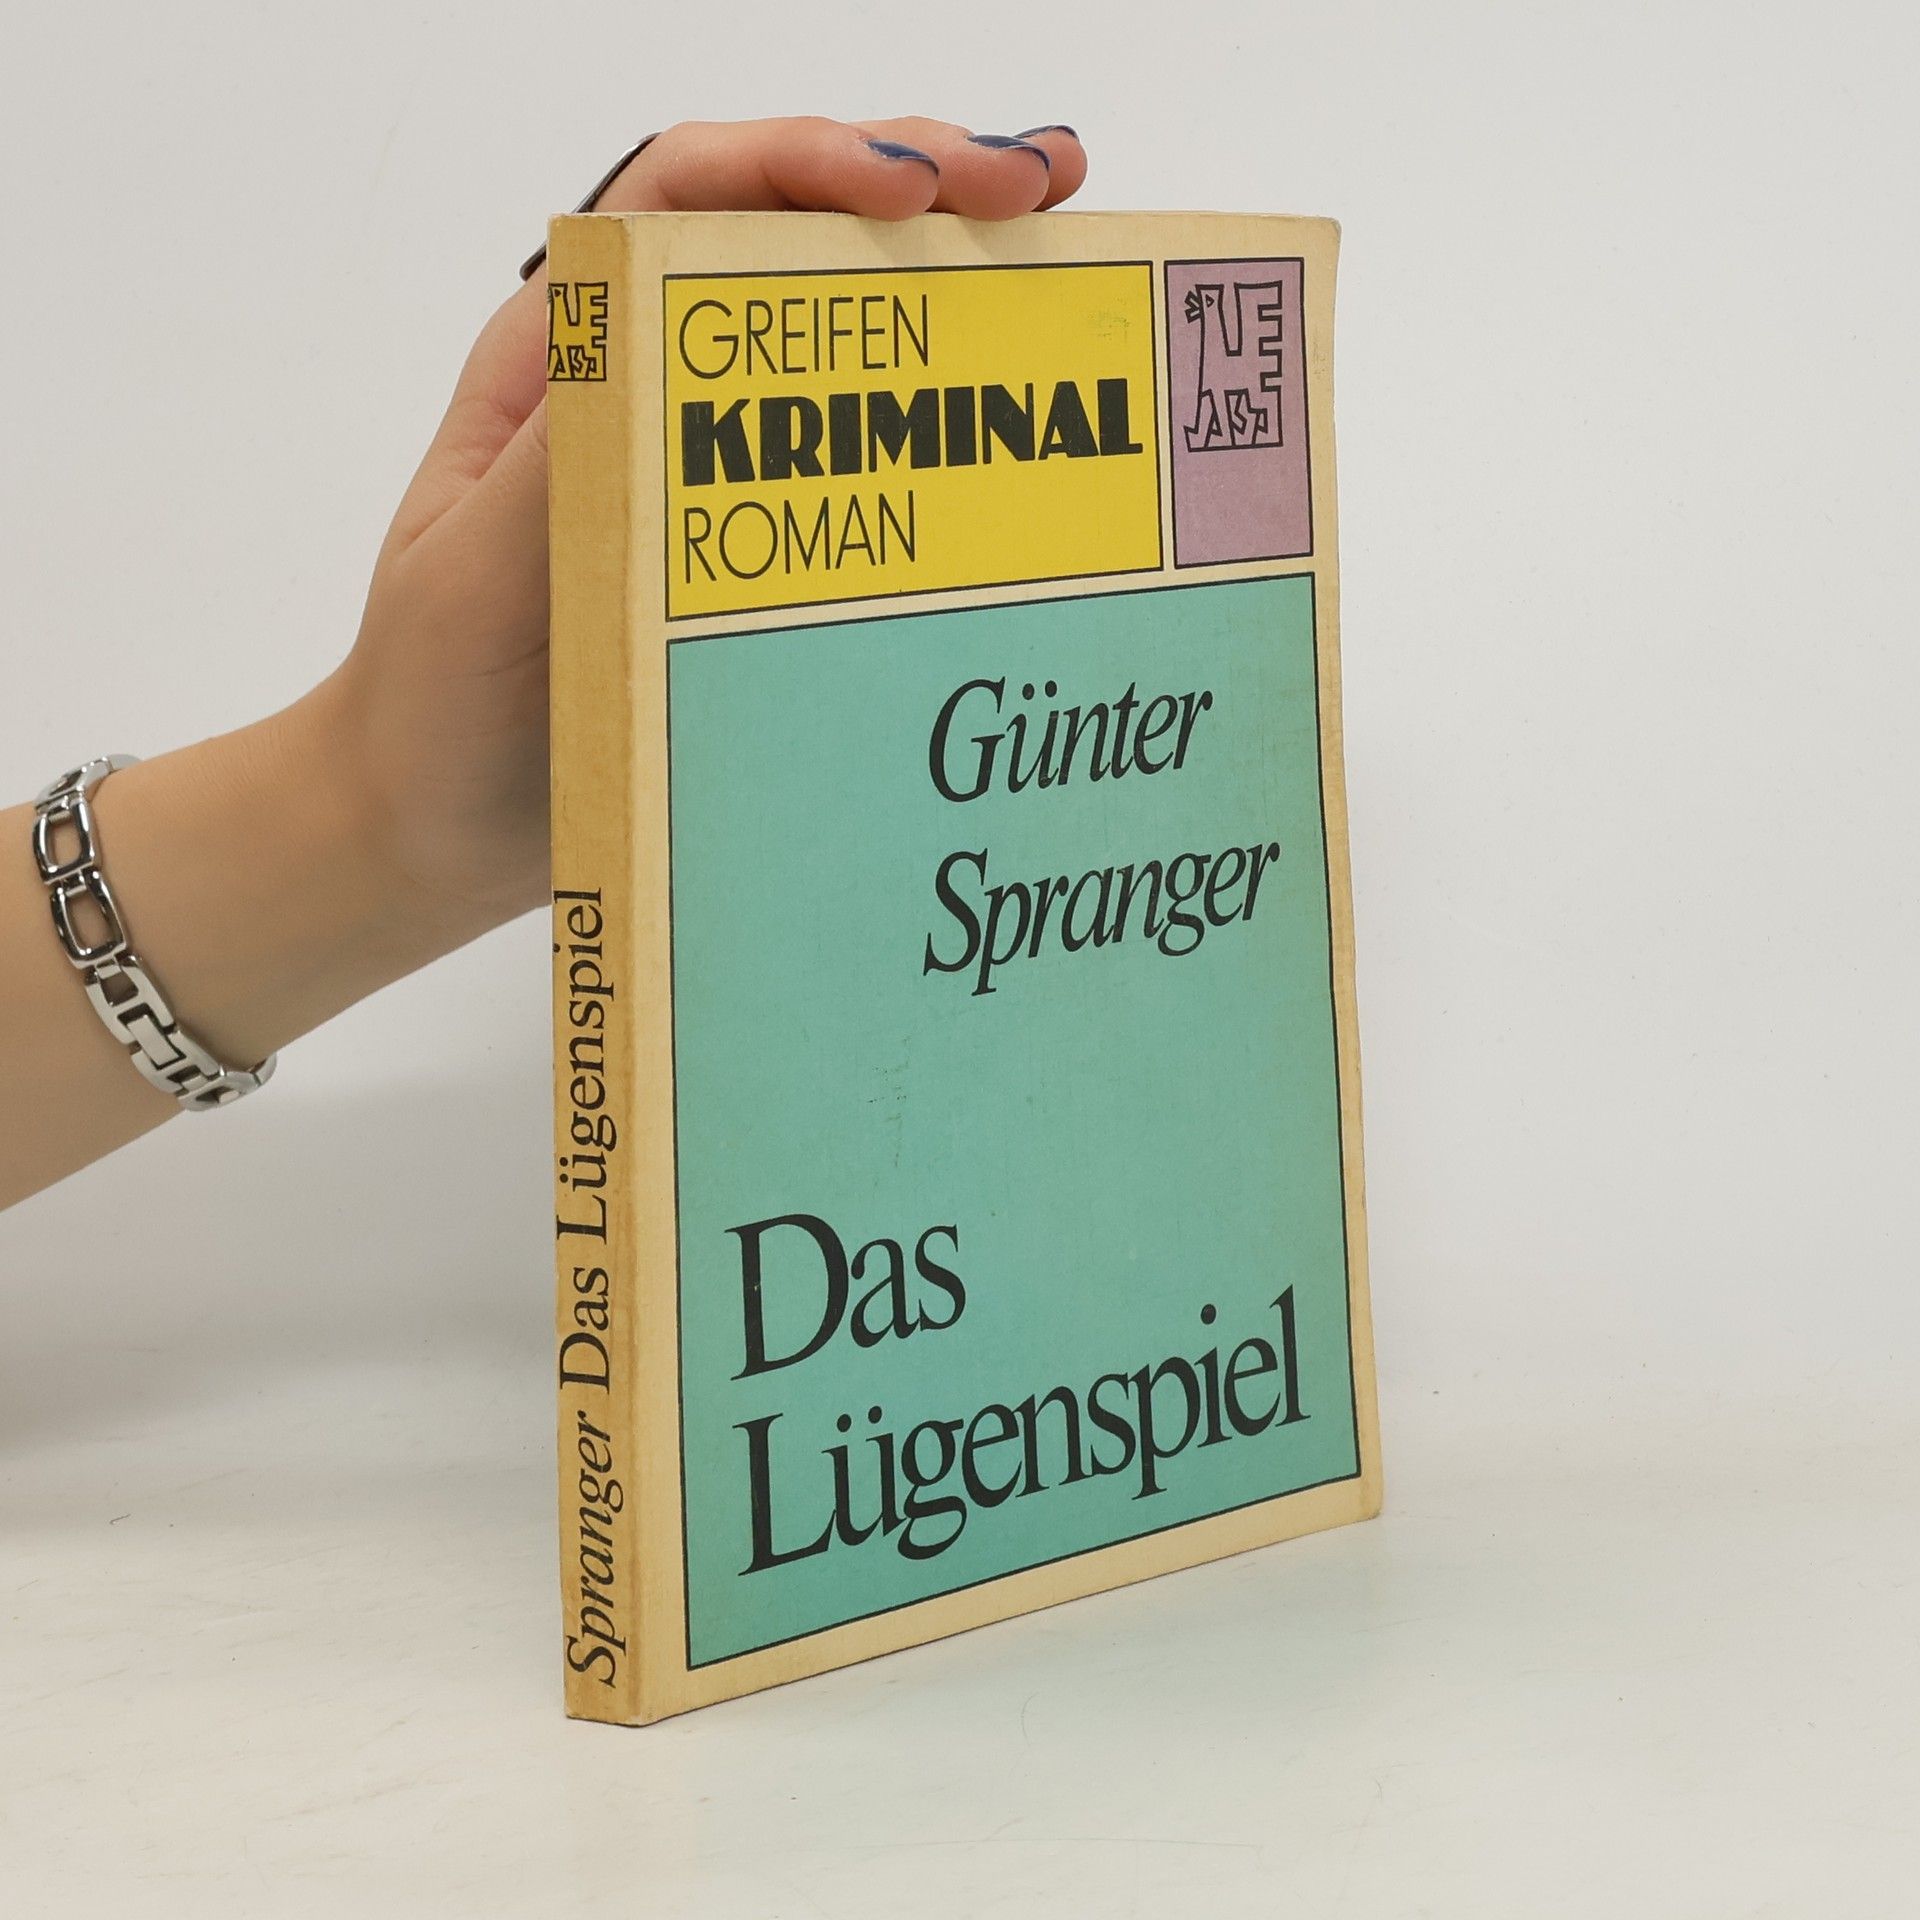 GREIFEN
KRIMINAL
ROMAN
Günter
Spranger
Das
Lügenspiel
Spranger Das Lügenspiel